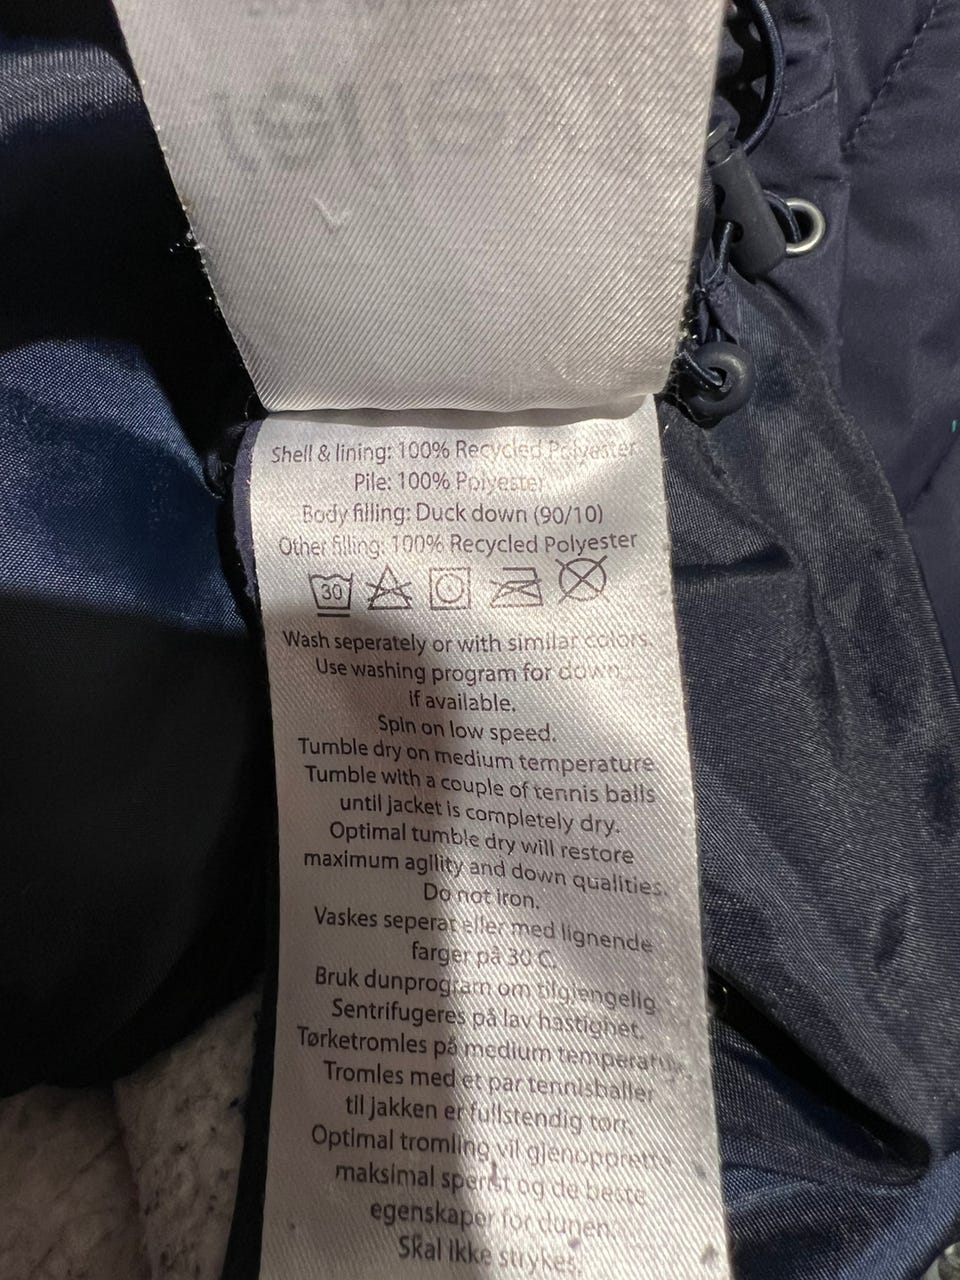 Shell & lining: 100% Recycled Polyester
Pile: 100% Polyester
Body filling: Duck down (90/10)
Other filling: 100% Recycled Polyester
30
Wash seperately or with similar colors.
Use washing program for down
if available.
Spin on low speed.
Tumble dry on medium temperature
Tumble with a couple of tennis balls
until jacket is completely dry.
Optimal tumble dry will restore
maximum agility and down qualities.
Do not iron.
Vaskes seperat eller med lignende
farger på 30 C.
Bruk dunprogram om tilgjengelig.
Sentrifugeres på lav hastighet.
Tørketromles på medium temperatur
Tromles med et par tennisballer
til jakken er fullstendig tørr.
Optimal tromling vil gjenopprette
maksimal spenst og de beste
egenskaper for dunen.
Skal ikke strykes.